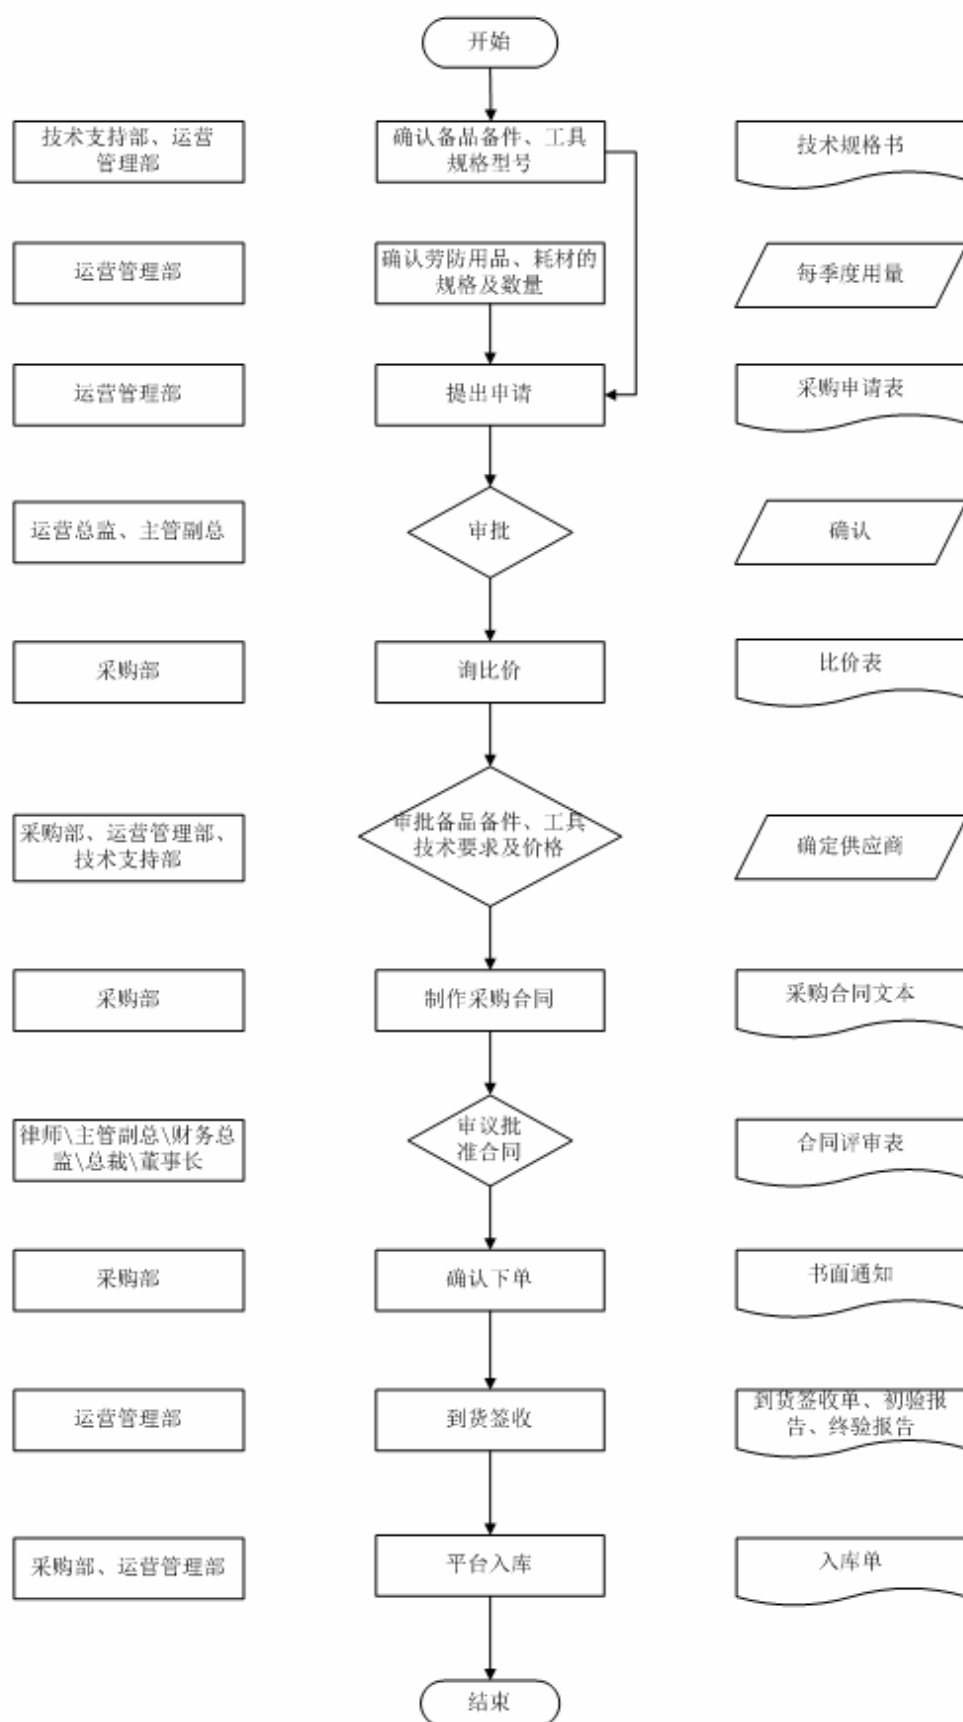 开始
技术支持部、运营
管理部
确认备品备件、工具
规格型号
技术规格书
运营管理部
确认劳防用品、耗材的
规格及数量
每季度用量
运营管理部
提出申请
采购申请表
运营总监、主管副总
审批
确认
采购部
询比价
比价表
采购部、运营管理部、
技术支持部
审批备品备件、工具
技术要求及价格
确定供应商
采购部
制作采购合同
采购合同文本
律师\主管副总\财务总
监\总裁\董事长
审议批
准合同
合同评审表
采购部
确认下单
书面通知
运营管理部
到货签收
到货签收单、初验报
告、终验报告
采购部、运营管理部
平台入库
入库单
结束